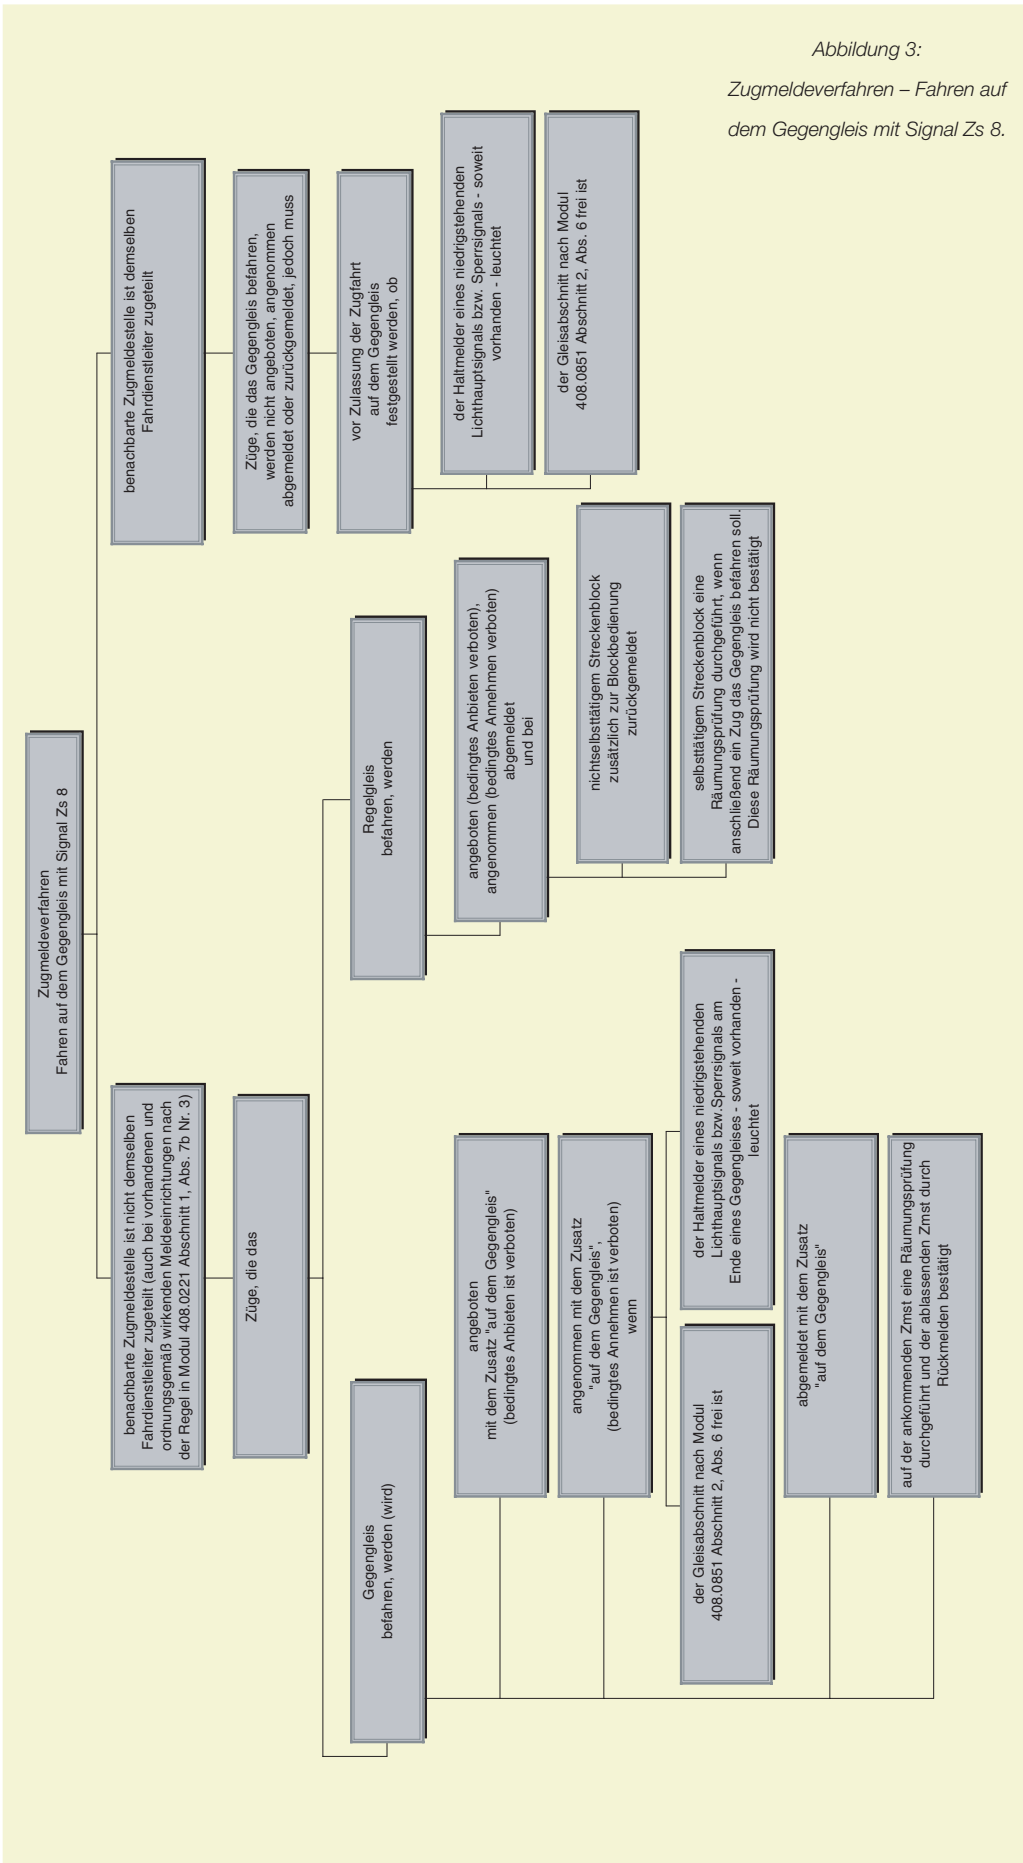 Abbildung 3:
Zugmeldeverfahren – Fahren auf
dem Gegengleis mit Signal Zs 8.
Zugmeldeverfahren
Fahren auf dem Gegengleis mit Signal Zs 8
benachbarte Zugmeldestelle ist nicht demselben
Fahrdienstleiter zugeteilt (auch bei vorhandenen und
ordnungsgemäß wirkenden Meldeeinrichtungen nach
der Regel in Modul 408.0221 Abschnitt 1, Abs. 7b Nr. 3)
Züge, die das
Gegengleis
befahren, werden (wird)
angeboten
mit dem Zusatz "auf dem Gegengleis"
(bedingtes Anbieten ist verboten)
angenommen mit dem Zusatz
"auf dem Gegengleis",
(bedingtes Annehmen ist verboten)
wenn
der Gleisabschnitt nach Modul
408.0851 Abschnitt 2, Abs. 6 frei ist
der Haltmelder eines niedrigstehenden
Lichthauptsignals bzw.Sperrsignals am
Ende eines Gegengleises - soweit vorhanden -
leuchtet
abgemeldet mit dem Zusatz
"auf dem Gegengleis"
auf der ankommenden Zmst eine Räumungsprüfung
durchgeführt und der ablassenden Zmst durch
Rückmelden bestätigt
Regelgleis
befahren, werden
angeboten (bedingtes Anbieten verboten),
angenommen (bedingtes Annehmen verboten)
abgemeldet
und bei
nichtselbsttätigem Streckenblock
zusätzlich zur Blockbedienung
zurückgemeldet
selbsttätigem Streckenblock eine
Räumungsprüfung durchgeführt, wenn
anschließend ein Zug das Gegengleis befahren soll.
Diese Räumungsprüfung wird nicht bestätigt
benachbarte Zugmeldestelle ist demselben
Fahrdienstleiter zugeteilt
Züge, die das Gegengleis befahren,
werden nicht angeboten, angenommen
abgemeldet oder zurückgemeldet, jedoch muss
vor Zulassung der Zugfahrt
auf dem Gegengleis
festgestellt werden, ob
der Haltmelder eines niedrigstehenden
Lichthauptsignals bzw. Sperrsignals - soweit
vorhanden - leuchtet
der Gleisabschnitt nach Modul
408.0851 Abschnitt 2, Abs. 6 frei ist